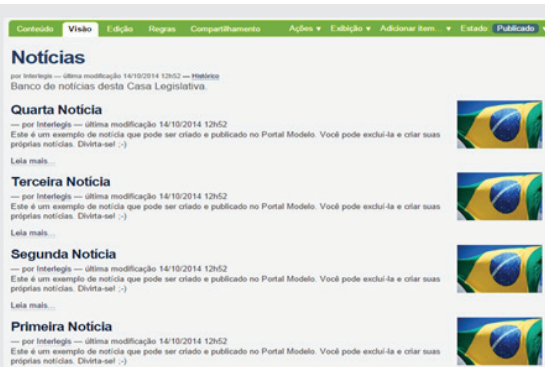 Conteúdo Visão Edição Regras Compartilhamento Ações ▼ Exibição ▼ Adicionar item... ▼ Estado: Publicado ▼
Notícias
por Interlegis — última modificação 14/10/2014 12h52 — Histórico
Banco de notícias desta Casa Legislativa.
Quarta Notícia
— por Interlegis — última modificação 14/10/2014 12h52
Este é um exemplo de notícia que pode ser criado e publicado no Portal Modelo. Você pode excluí-la e criar suas
próprias notícias. Divirta-se! ;-)
Leia mais...
Terceira Notícia
— por Interlegis — última modificação 14/10/2014 12h52
Este é um exemplo de notícia que pode ser criado e publicado no Portal Modelo. Você pode excluí-la e criar suas
próprias notícias. Divirta-se! ;-)
Leia mais...
Segunda Notícia
— por Interlegis — última modificação 14/10/2014 12h52
Este é um exemplo de notícia que pode ser criado e publicado no Portal Modelo. Você pode excluí-la e criar suas
próprias notícias. Divirta-se! ;-)
Leia mais...
Primeira Notícia
— por Interlegis — última modificação 14/10/2014 12h52
Este é um exemplo de notícia que pode ser criado e publicado no Portal Modelo. Você pode excluí-la e criar suas
próprias notícias. Divirta-se! ;-)